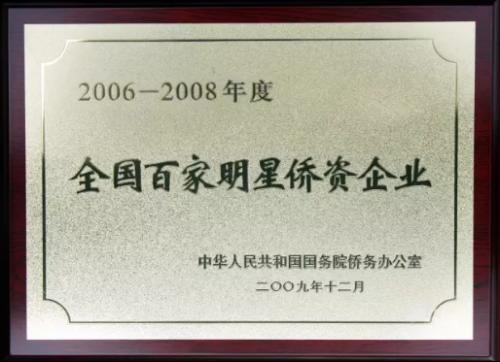 2006－2008年度
全国百家明星侨资企业
中华人民共和国国务院侨务办公室
二〇〇九年十二月